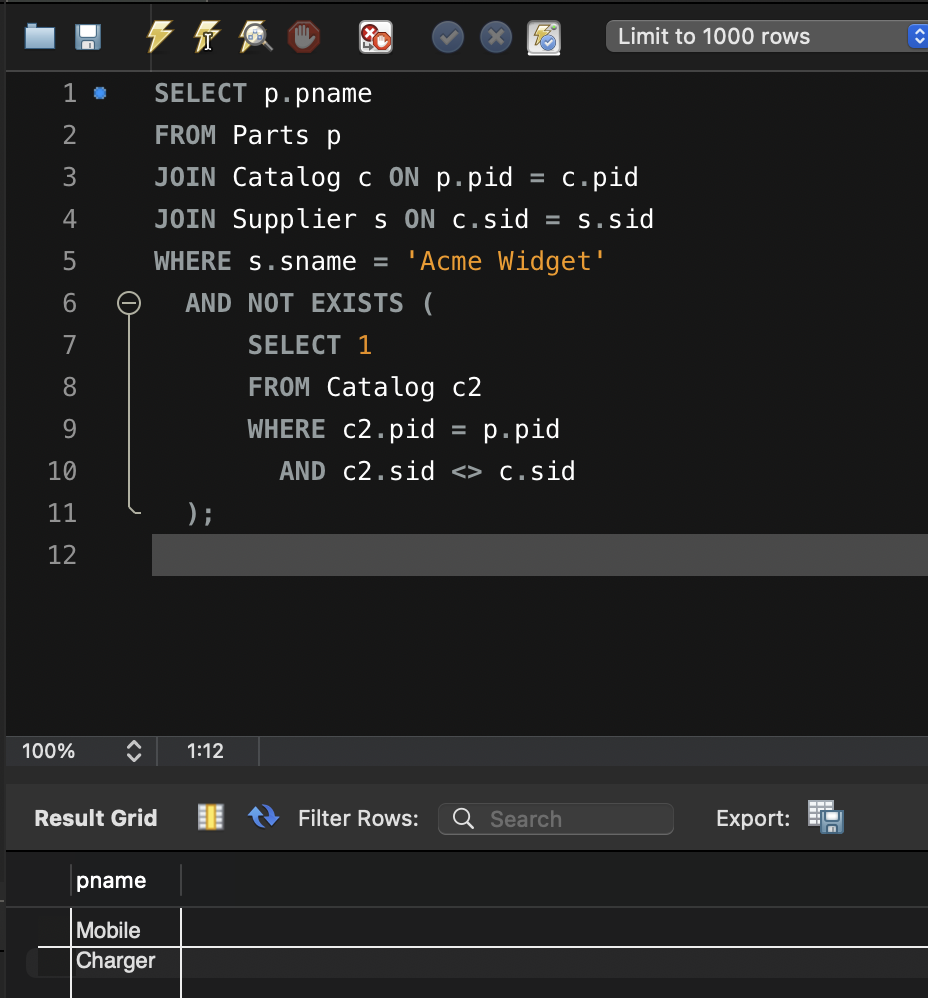 Limit to 1000 rows
1 SELECT p.pname
2 FROM Parts p
3 JOIN Catalog c ON p.pid = c.pid
4 JOIN Supplier s ON c.sid = s.sid
5 WHERE s.sname = 'Acme Widget'
6 AND NOT EXISTS (
7 SELECT 1
8 FROM Catalog c2
9 WHERE c2.pid = p.pid
10 AND c2.sid <> c.sid
11 );
12
100% 1:12
Result Grid Filter Rows: Search Export:
pname
Mobile
Charger